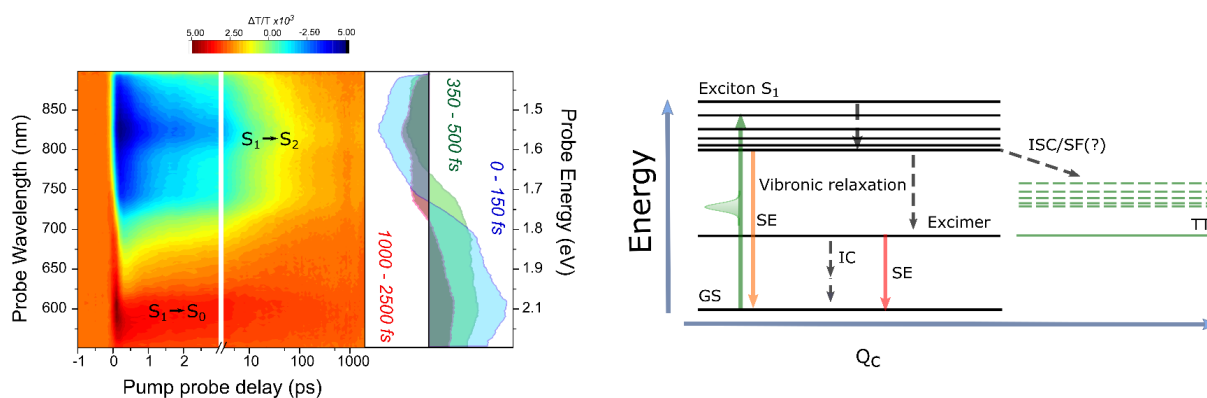 ΔT/T x10³
5.00 2.50 0.00 -2.50 5.00
Probe Wavelength (nm)
850
800
750
700
650
600
S₁→S₂
S₁→S₀
-1 0 1 2 10 100 1000
Pump probe delay (ps)
1000 - 2500 fs
350 - 500 fs
0 - 150 fs
1.5
1.6
1.7
1.8
1.9
2.1
Probe Energy (eV)
Energy
Exciton S₁
ISC/SF(?)
Vibronic relaxation
SE
Excimer
TT
IC
SE
GS
Q꜀